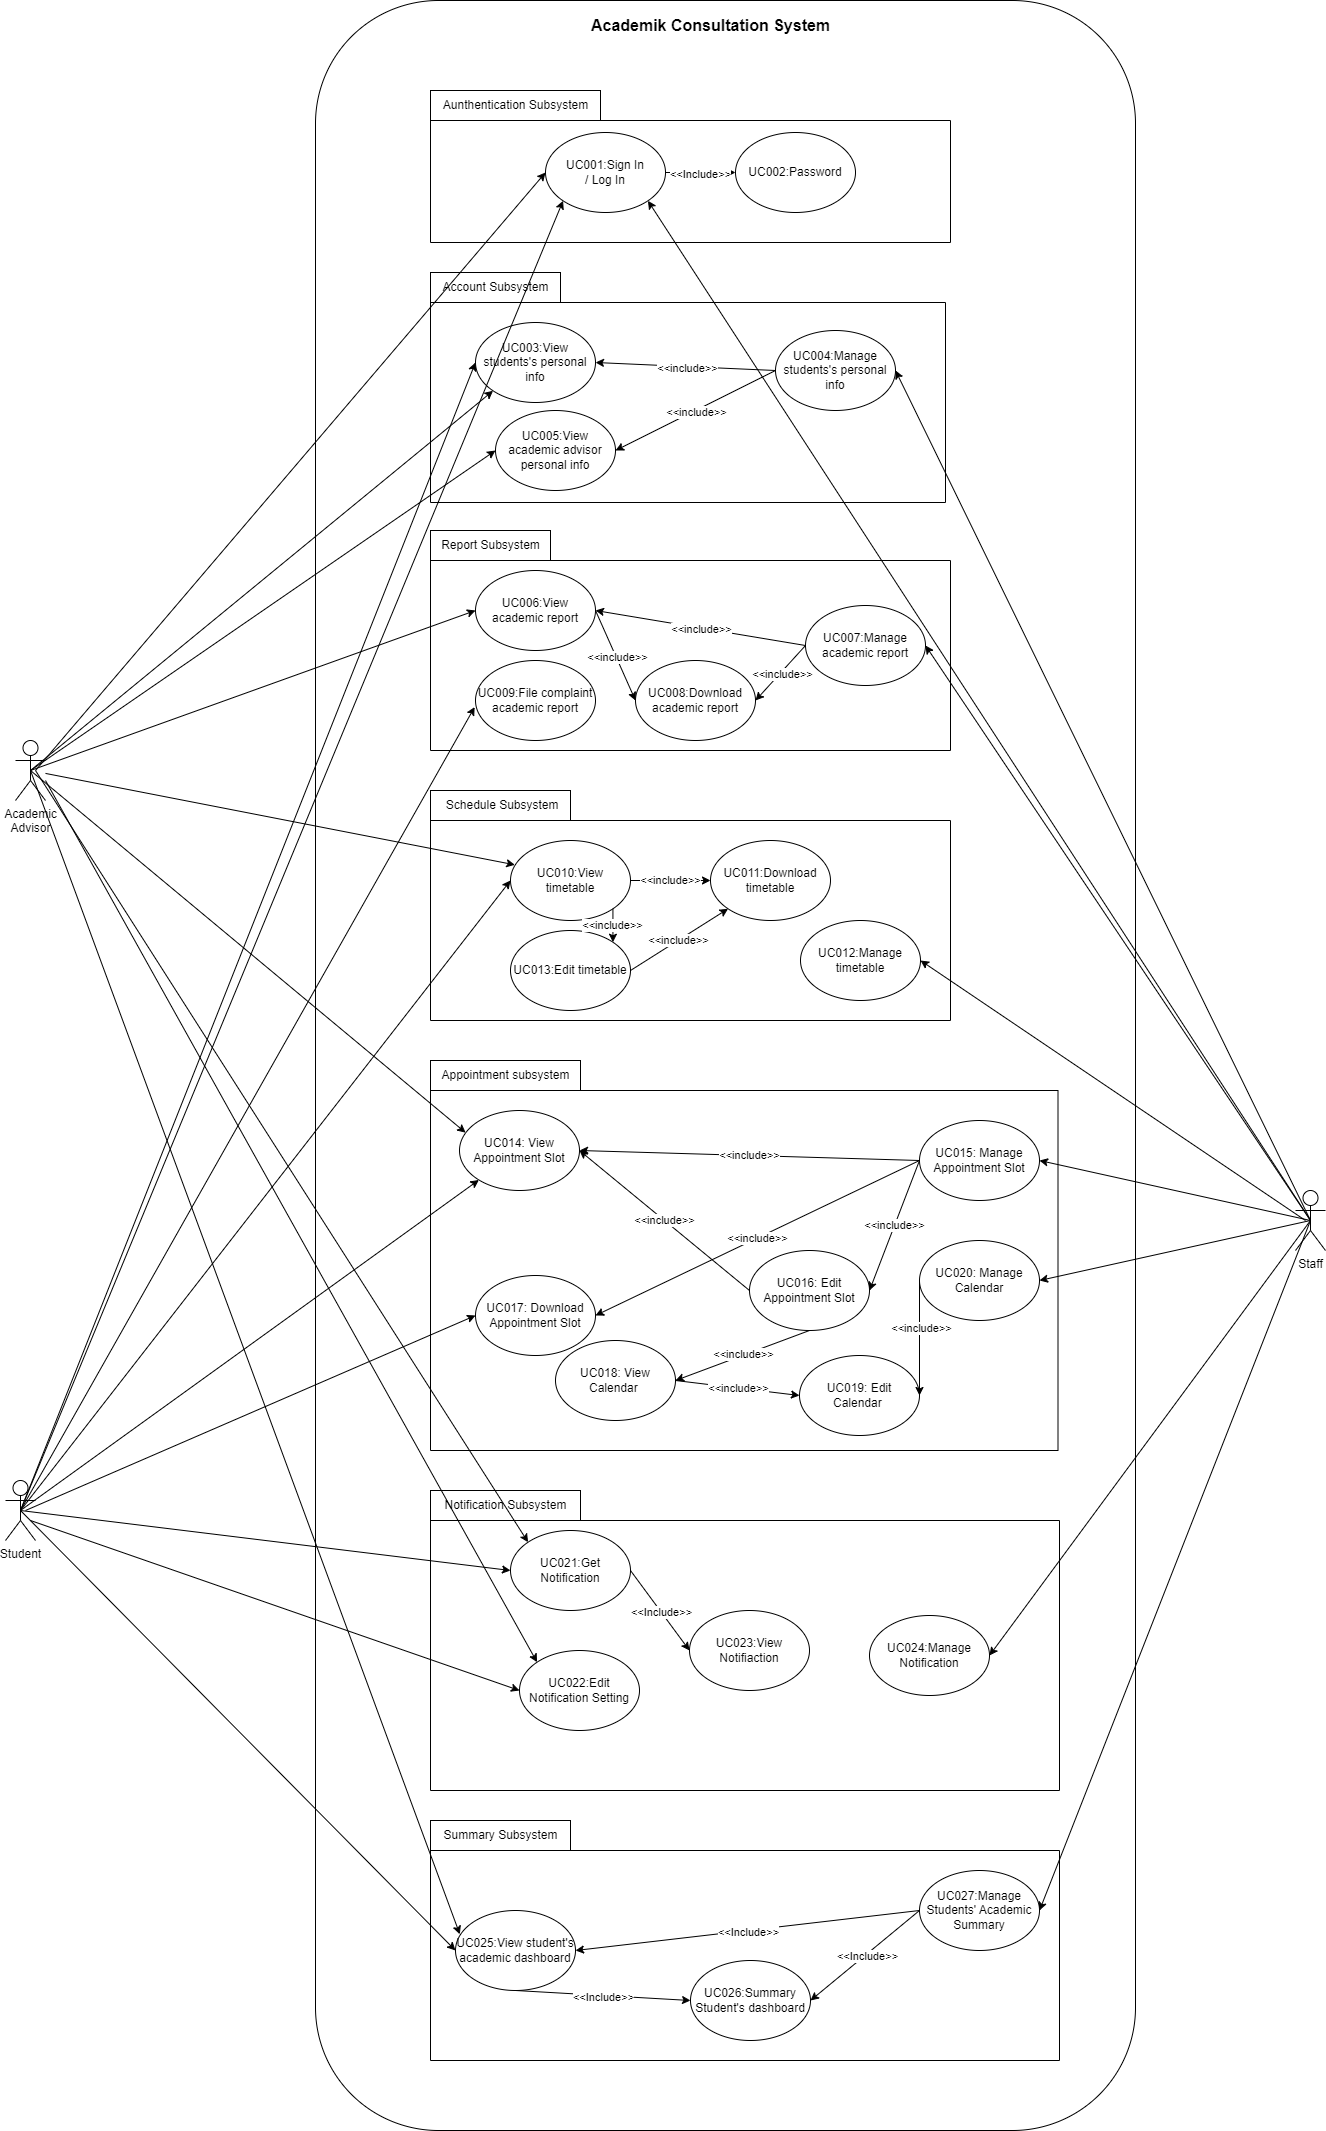 Academik Consultation System
Aunthentication Subsystem
UC001:Sign In
/ Log In
<<Include>>
UC002:Password
Account Subsystem
UC003:View
students's personal
info
<<include>>
UC004:Manage
students's personal
info
<<include>>
UC005:View
academic advisor
personal info
Report Subsystem
UC006:View
academic report
<<include>>
UC007:Manage
academic report
<<include>>
<<include>>
UC009:File complaint
academic report
UC008:Download
academic report
Academic
Advisor
Schedule Subsystem
UC010:View
timetable
<<include>>
UC011:Download
timetable
<<include>>
<<include>>
UC013:Edit timetable
UC012:Manage
timetable
Appointment subsystem
UC014: View
Appointment Slot
<<include>>
UC015: Manage
Appointment Slot
<<include>>
<<include>>
<<include>>
UC016: Edit
Appointment Slot
UC020: Manage
Calendar
Staff
UC017: Download
Appointment Slot
<<include>>
<<include>>
UC018: View
Calendar
<<include>>
UC019: Edit
Calendar
Notification Subsystem
Student
UC021:Get
Notification
<<Include>>
UC023:View
Notifiaction
UC024:Manage
Notification
UC022:Edit
Notification Setting
Summary Subsystem
UC027:Manage
Students' Academic
Summary
<<Include>>
<<Include>>
UC025:View student's
academic dashboard
<<Include>>
UC026:Summary
Student's dashboard